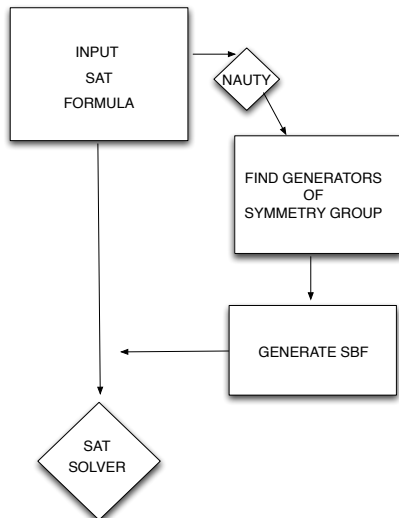 INPUT
SAT
FORMULA
NAUTY
FIND GENERATORS
OF
SYMMETRY GROUP
GENERATE SBF
SAT
SOLVER